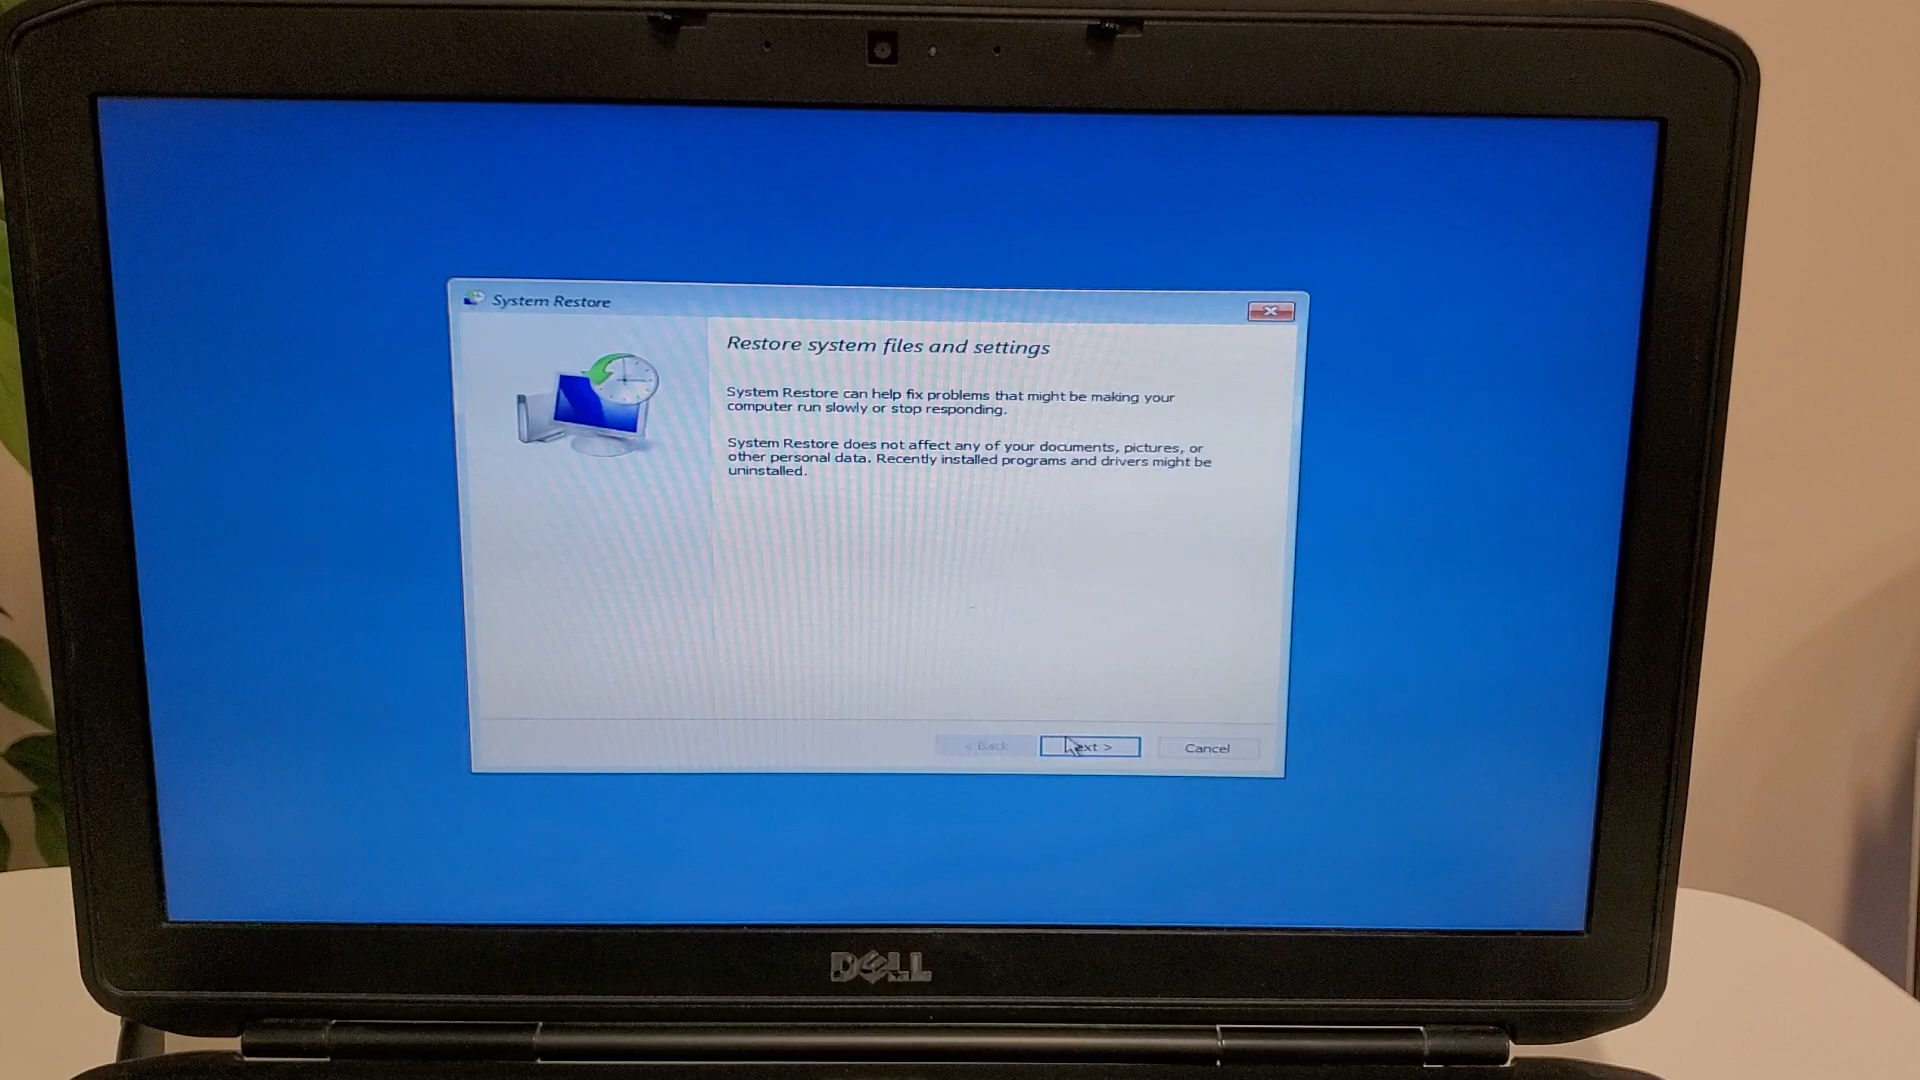 System Restore
Restore system files and settings
System Restore can help fix problems that might be making your
computer run slowly or stop responding.
System Restore does not affect any of your documents, pictures, or
other personal data. Recently installed programs and drivers might be
uninstalled.
< Back
ext >
Cancel
DELL